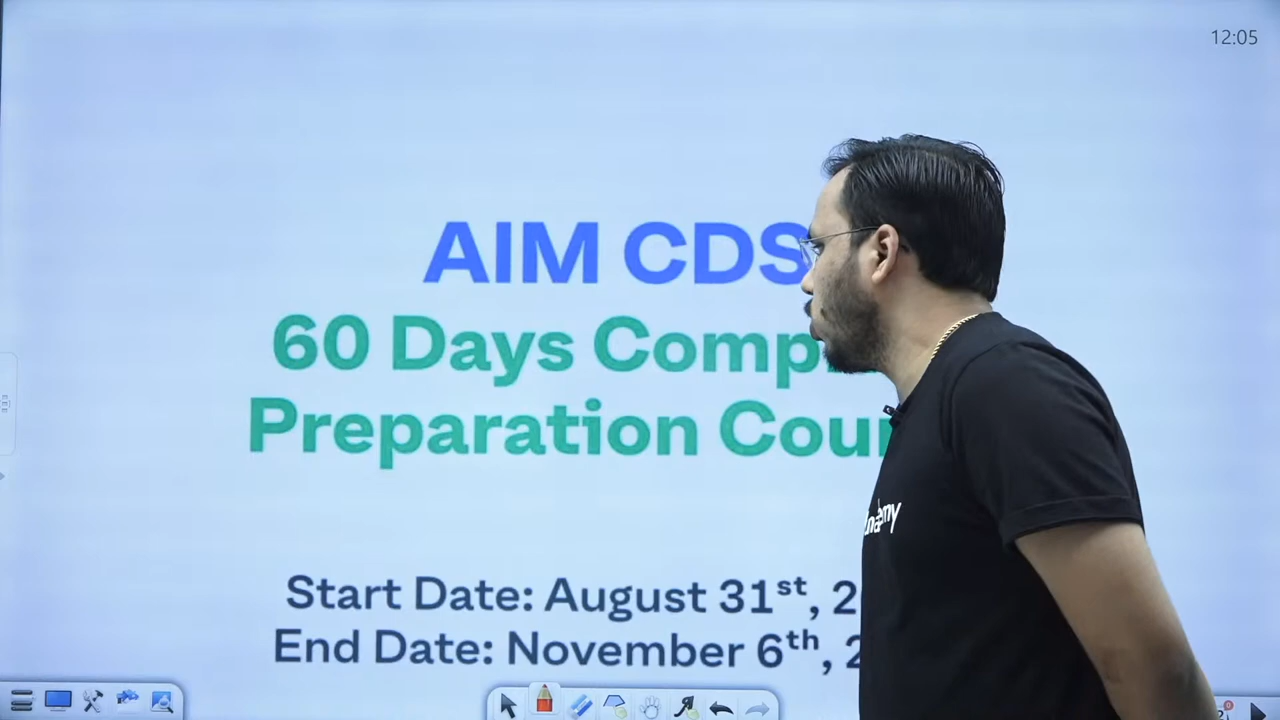 12:05
AIM CDS
60 Days Comp
Preparation Cou
Start Date: August 31st, 2
End Date: November 6th, 2